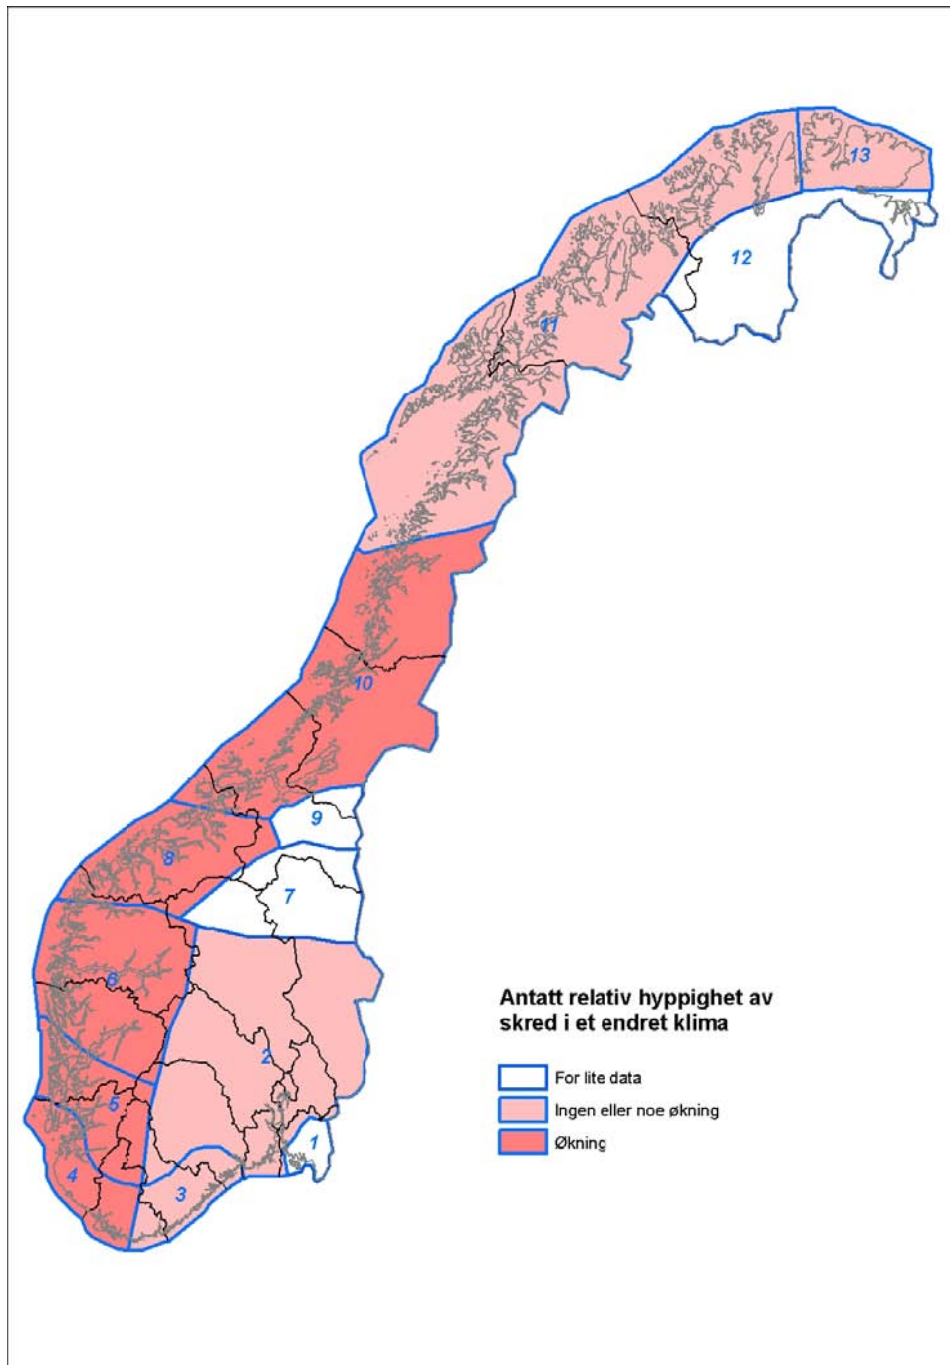 13
12
11
10
9
8
7
6
2
5
1
4
3
Antatt relativ hyppighet av
skred i et endret klima
For lite data
Ingen eller noe økning
Økning